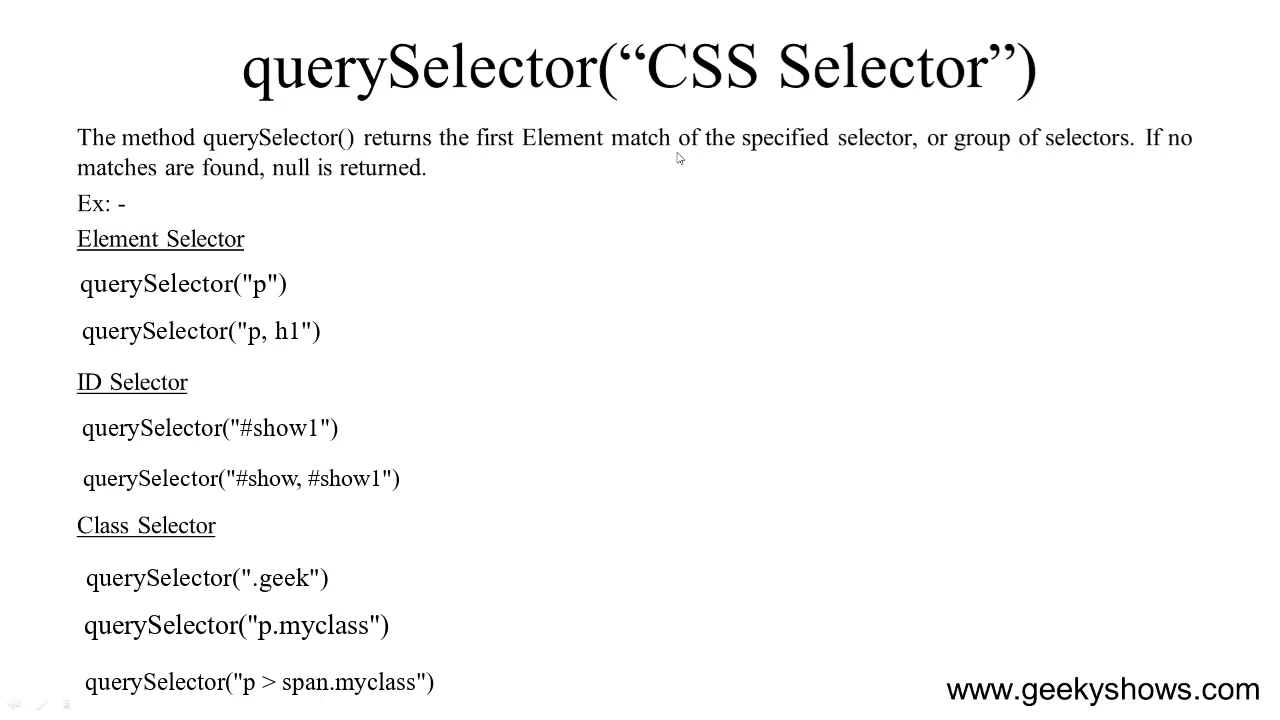 querySelector(“CSS Selector”)
The method querySelector() returns the first Element match of the specified selector, or group of selectors. If no
matches are found, null is returned.
Ex: -
Element Selector
querySelector("p")
querySelector("p, h1")
ID Selector
querySelector("#show1")
querySelector("#show, #show1")
Class Selector
querySelector(".geek")
querySelector("p.myclass")
querySelector("p > span.myclass")
www.geekyshows.com